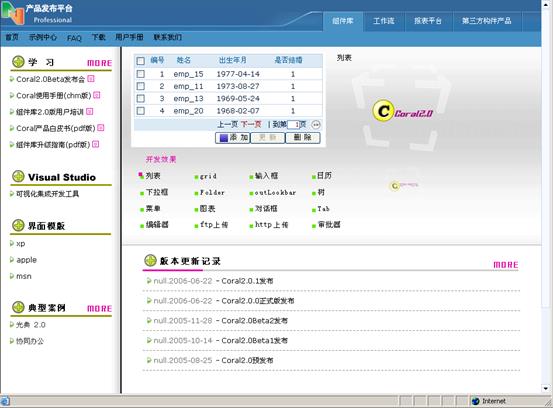 产品发布平台
Professional
组件库 工作流 报表平台 第三方构件产品
首页 示例中心 FAQ 下载 用户手册 联系我们
学 习 MORE
Coral2.0Beta发布会
Coral使用手册(chm版)
组件库2.0版用户培训
Coral产品白皮书(pdf版)
组件库升级指南(pdf版)
Visual Studio
可视化集成开发工具
界面模版
xp
apple
msn
典型案例 MORE
光典 2.0
协同办公
编号 姓名 出生年月 是否结婚
1 emp_15 1977-04-14 1
2 emp_11 1973-08-27 1
3 emp_13 1969-05-24 1
4 emp_20 1968-02-07 1
上一页 下一页 | 到第 1 页
添 加 更 新 删 除
列表
Coral2.0
Coral2.0
开发效果
列表 grid 输入框 日历
下拉框 Folder outLookbar 树
菜单 图表 对话框 Tab
编辑器 ftp上传 http上传 审批器
版本更新记录 MORE
null.2006-06-22 - Coral2.0.1发布
null.2006-06-22 - Coral2.0.0正式版发布
null.2005-11-28 - Coral2.0Beta2发布
null.2005-10-14 - Coral2.0Beta1发布
null.2005-08-25 - Coral2.0预发布
Internet